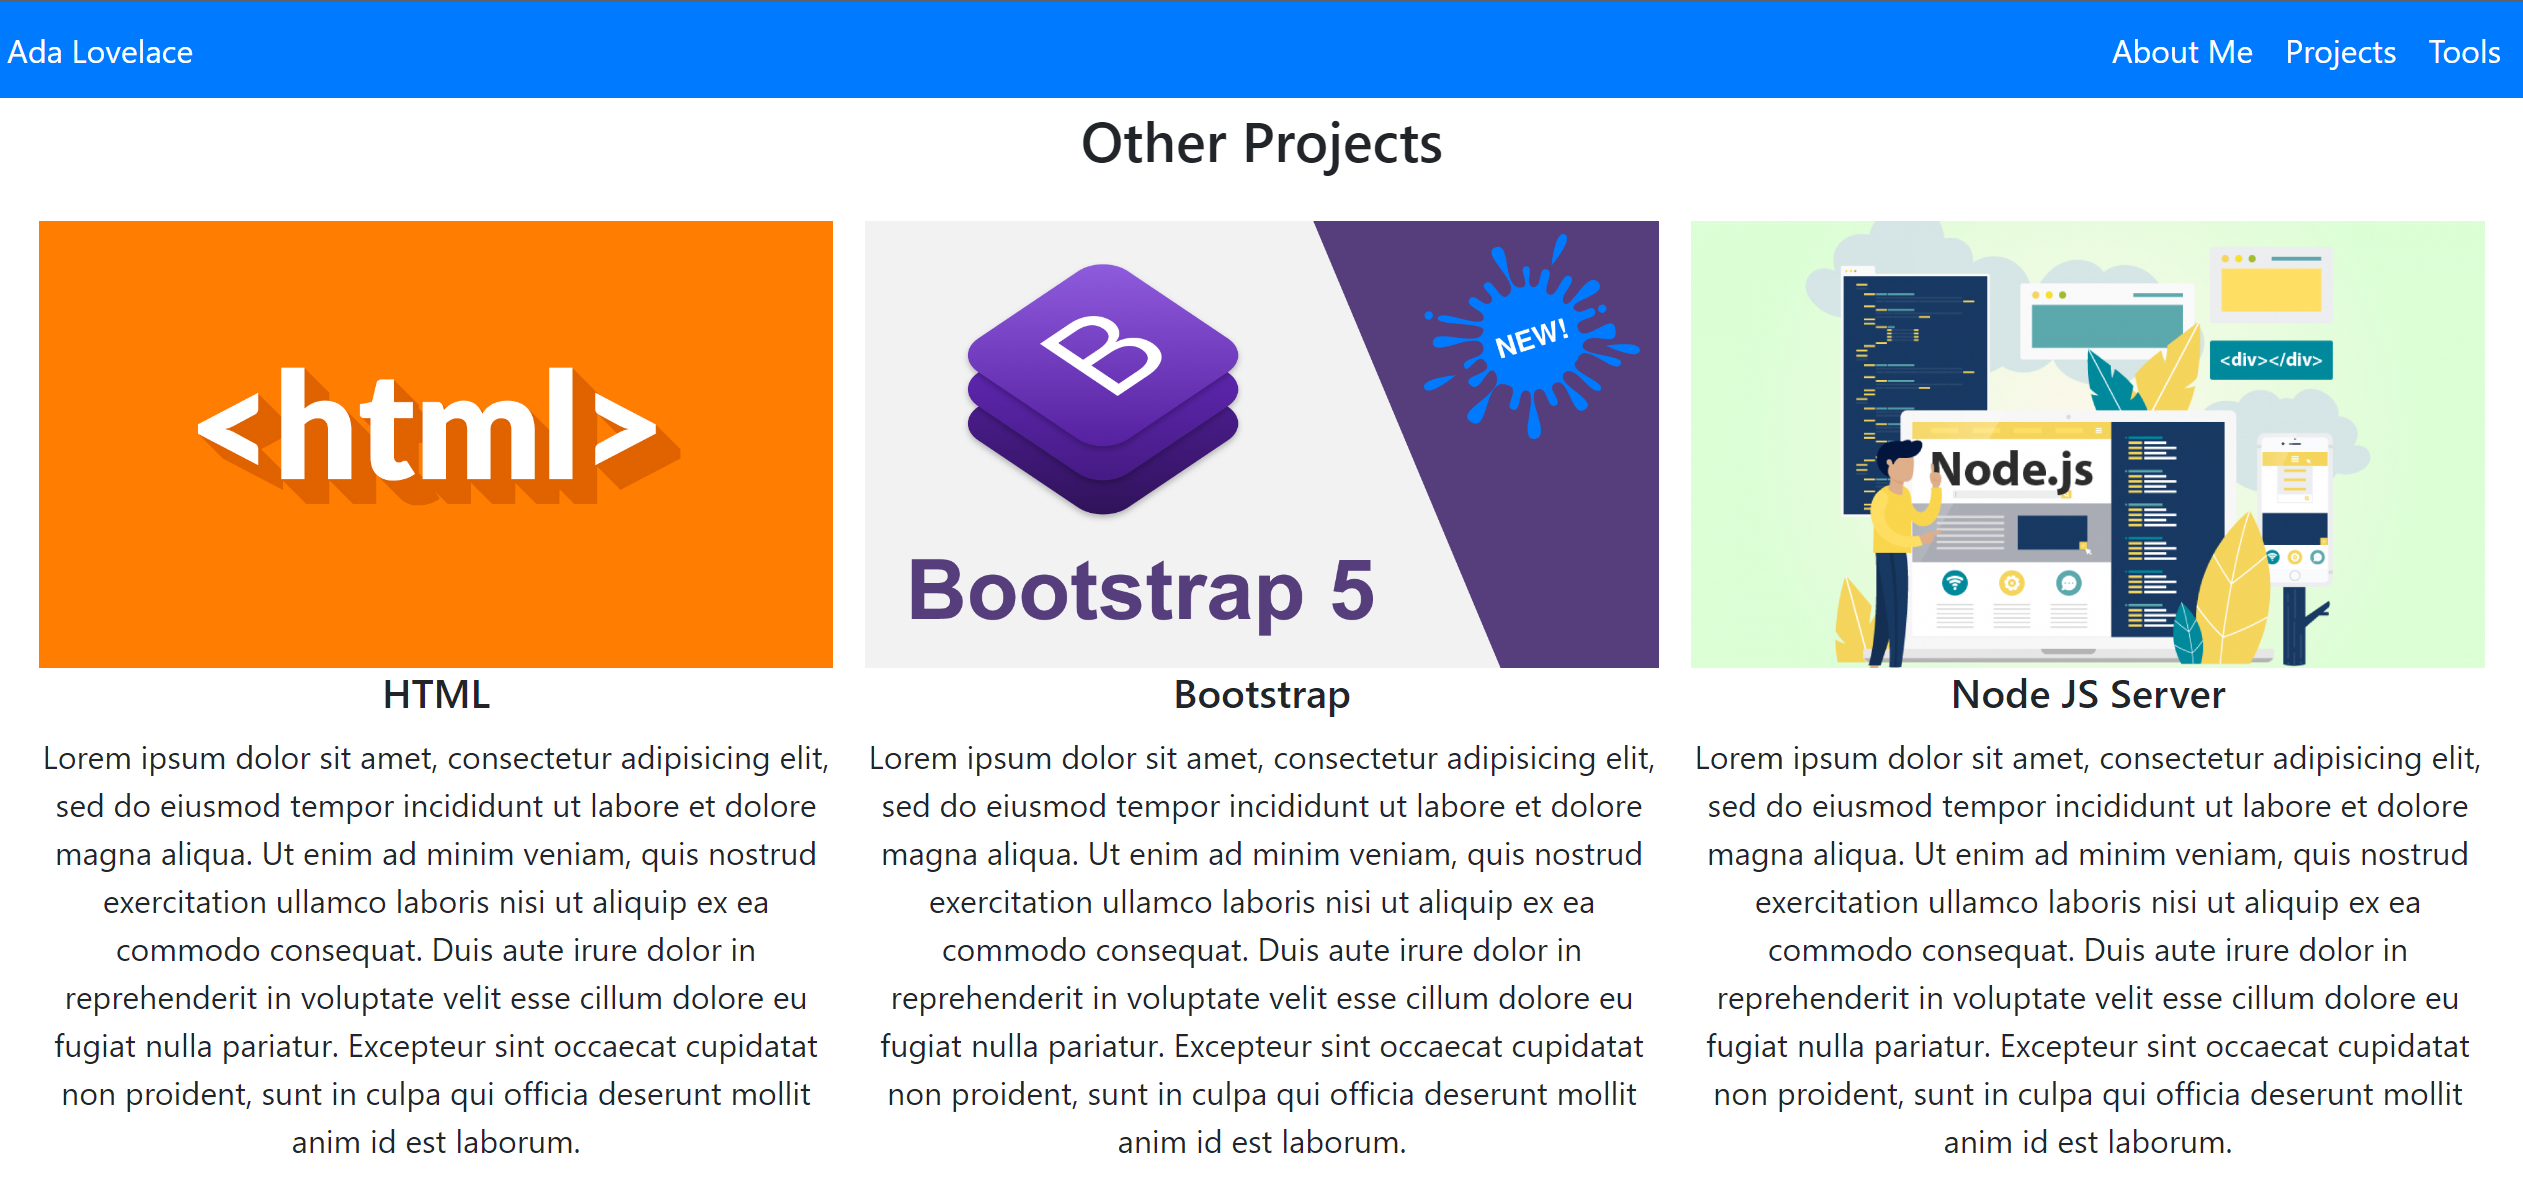 Ada Lovelace
About Me Projects Tools
Other Projects
<html>
B
NEW!
Bootstrap 5
<div></div>
Node.js
HTML
Lorem ipsum dolor sit amet, consectetur adipisicing elit,
sed do eiusmod tempor incididunt ut labore et dolore
magna aliqua. Ut enim ad minim veniam, quis nostrud
exercitation ullamco laboris nisi ut aliquip ex ea
commodo consequat. Duis aute irure dolor in
reprehenderit in voluptate velit esse cillum dolore eu
fugiat nulla pariatur. Excepteur sint occaecat cupidatat
non proident, sunt in culpa qui officia deserunt mollit
anim id est laborum.
Bootstrap
Lorem ipsum dolor sit amet, consectetur adipisicing elit,
sed do eiusmod tempor incididunt ut labore et dolore
magna aliqua. Ut enim ad minim veniam, quis nostrud
exercitation ullamco laboris nisi ut aliquip ex ea
commodo consequat. Duis aute irure dolor in
reprehenderit in voluptate velit esse cillum dolore eu
fugiat nulla pariatur. Excepteur sint occaecat cupidatat
non proident, sunt in culpa qui officia deserunt mollit
anim id est laborum.
Node JS Server
Lorem ipsum dolor sit amet, consectetur adipisicing elit,
sed do eiusmod tempor incididunt ut labore et dolore
magna aliqua. Ut enim ad minim veniam, quis nostrud
exercitation ullamco laboris nisi ut aliquip ex ea
commodo consequat. Duis aute irure dolor in
reprehenderit in voluptate velit esse cillum dolore eu
fugiat nulla pariatur. Excepteur sint occaecat cupidatat
non proident, sunt in culpa qui officia deserunt mollit
anim id est laborum.